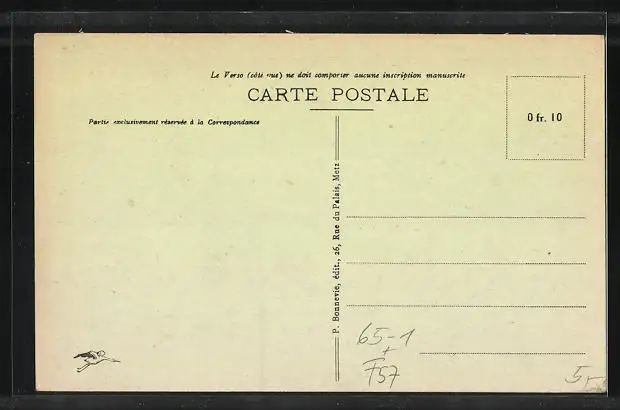 Le Verso (côté vue) ne doit comporter aucune inscription manuscrite
CARTE POSTALE
0 fr. 10
Partie exclusivement réservée à la Correspondance
P. Bonnevie, édit., 26, Rue du Palais, Metz
65-1
+
F57
5,-